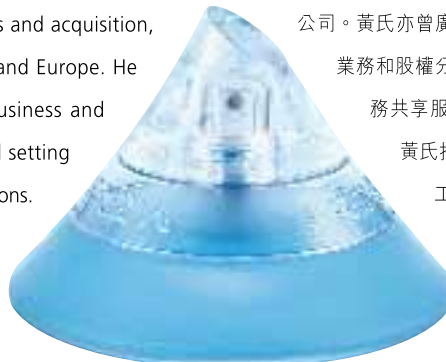 s and acquisition,
and Europe. He
usiness and
setting
ons.
公司。黃氏亦曾廣
業務和股權分
務共享服
黃氏
工